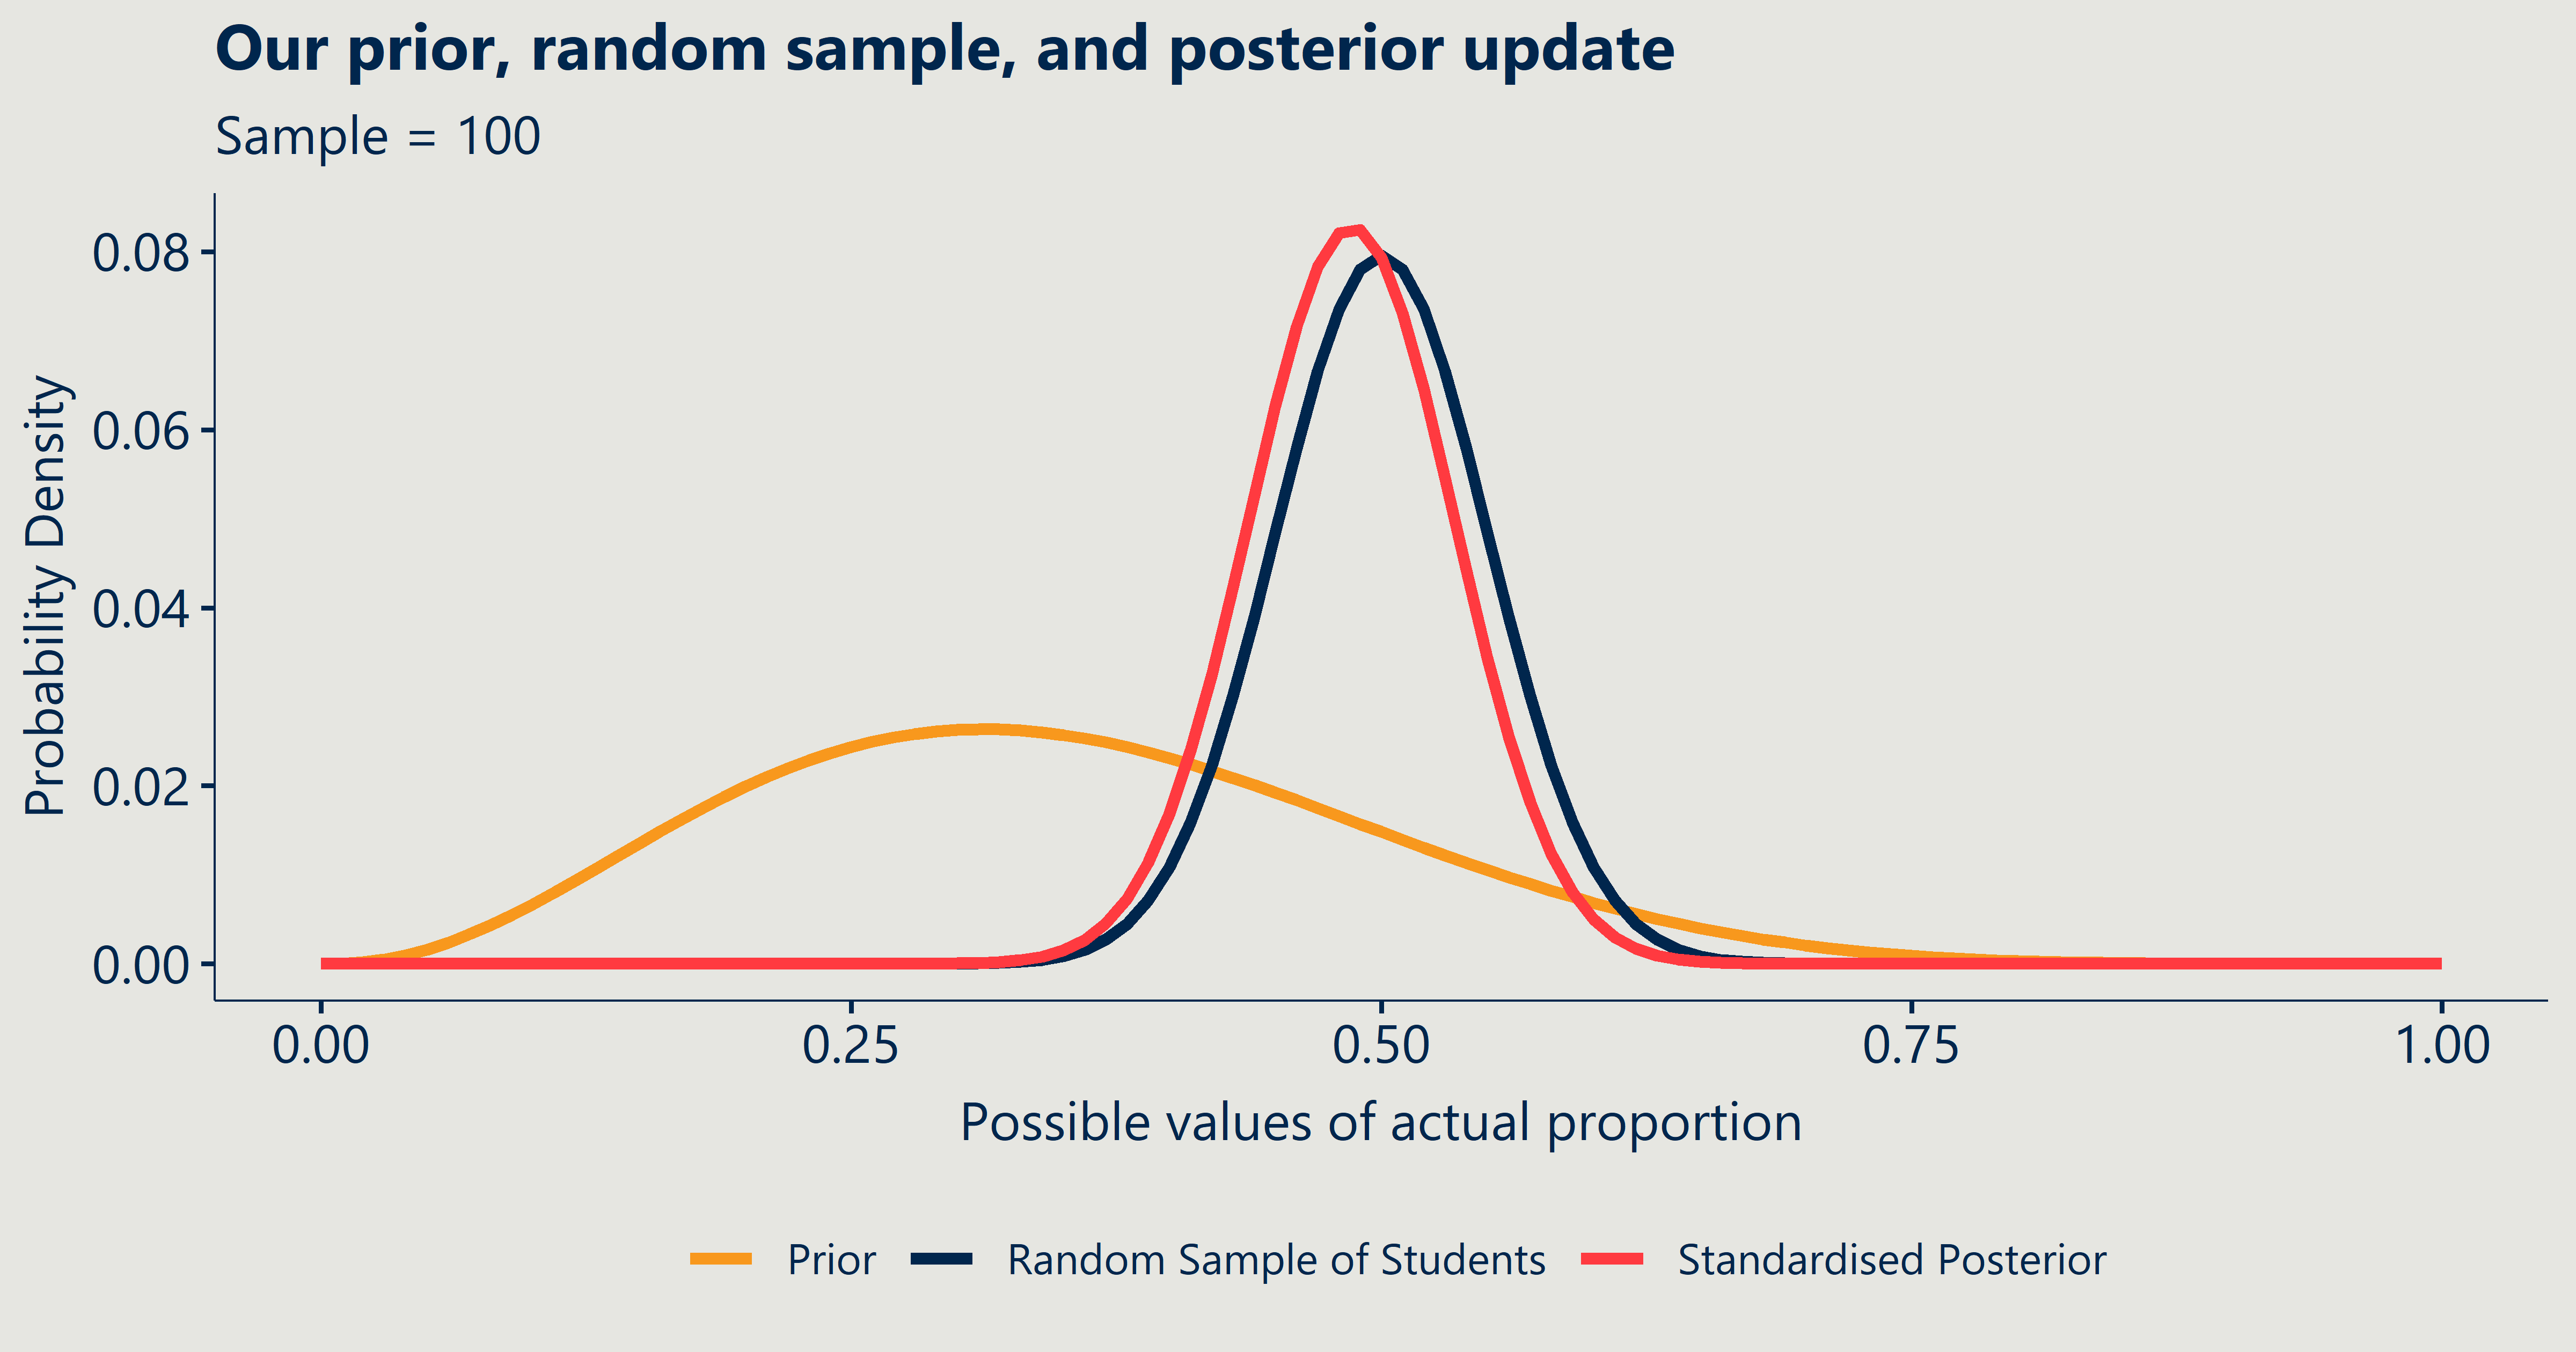 Our prior, random sample, and posterior update
Sample = 100
Probability Density
0.08
0.06
0.04
0.02
0.00
0.00 0.25 0.50 0.75 1.00
Possible values of actual proportion
Prior Random Sample of Students Standardised Posterior